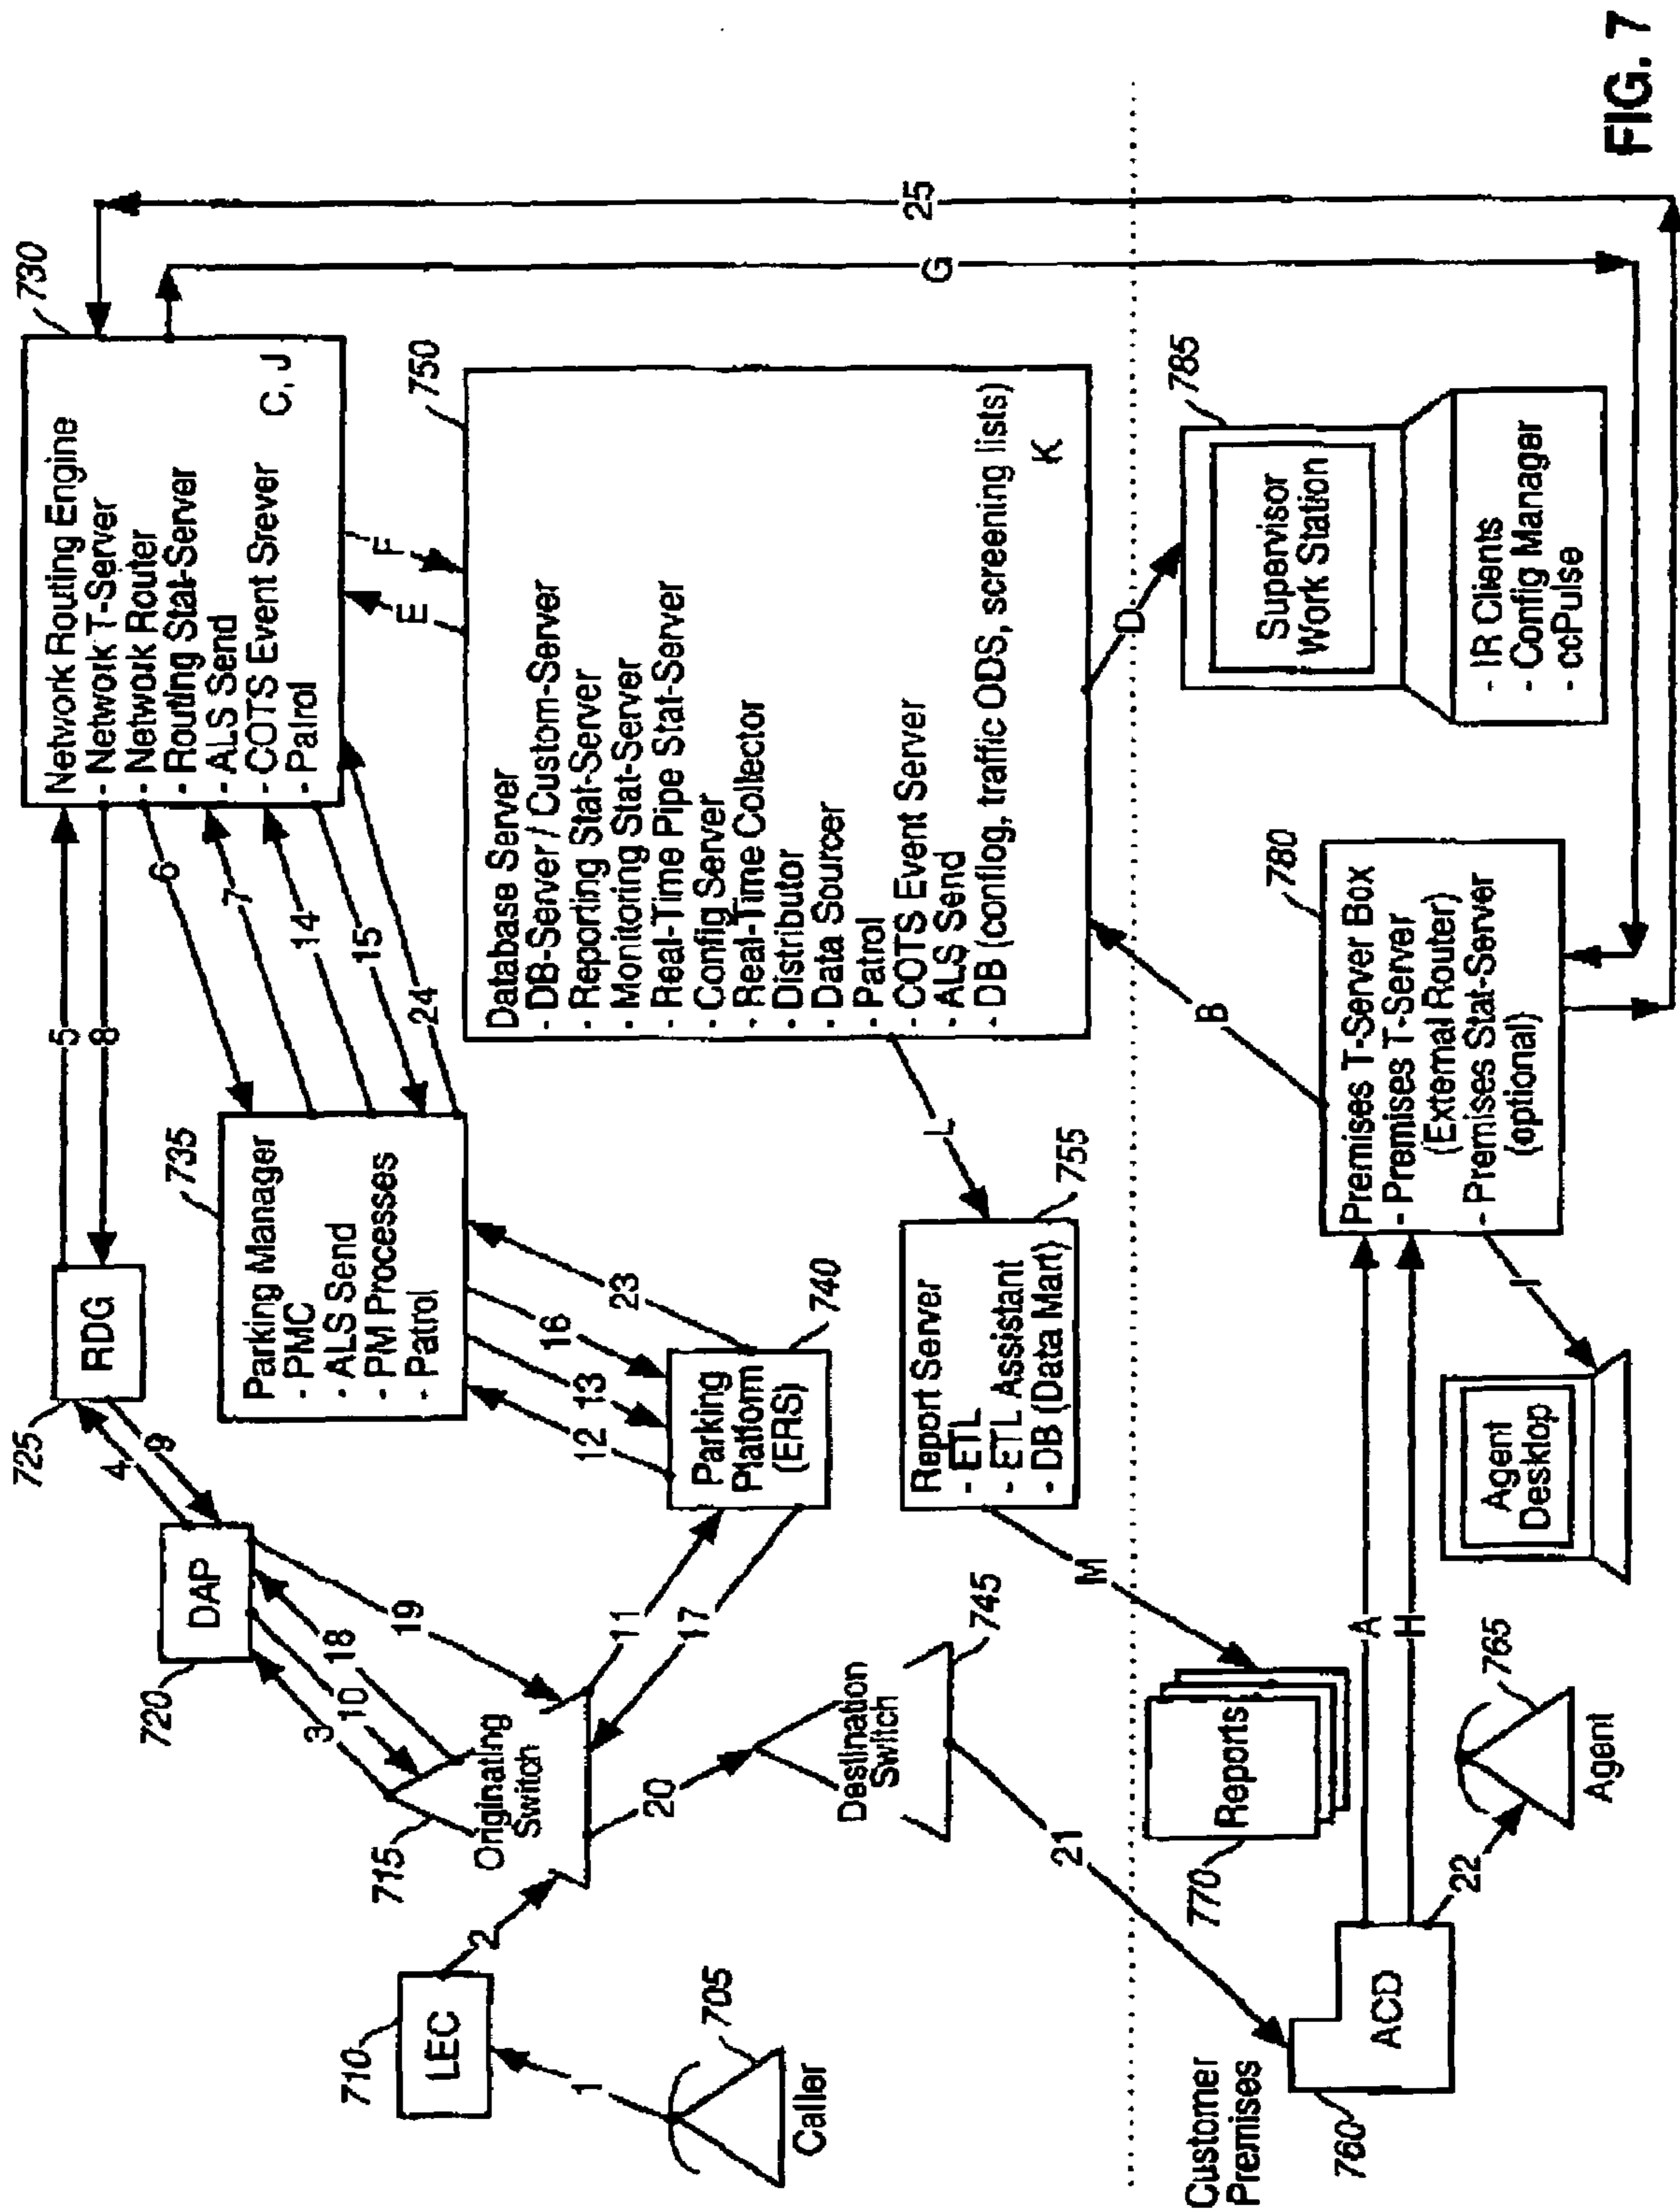 725
RDG
5
8
4
9
720
DAP
3
10
18
19
715
Originating
Switch
710
LEC
1
2
705
Caller
730
Network Routing Engine
- Network T-Server
- Network Router
- Routing Stat-Server
- ALS Send
- COTS Event Srever
- Patrol
C, J
6
7
14
15
24
735
Parking Manager
- PMC
- ALS Send
- PM Processes
- Patrol
12
13
16
23
740
Parking
Platform
(ERS)
11
17
20
Destination
Switch
745
21
E
F
750
Database Server
- DB-Server / Custom-Server
- Reporting Stat-Server
- Monitoring Stat-Server
- Real-Time Pipe Stat-Server
- Config Server
- Real-Time Collector
- Distributor
- Data Sourcer
- Patrol
- COTS Event Server
- ALS Send
- DB (conflog, traffic ODS, screening lists)
K
L
755
Report Server
- ETL
- ETL Assistant
- DB (Data Mart)
M
B
D
G
25
Customer
Premises
760
ACD
770
Reports
A
H
22
765
Agent
I
Agent
Desktop
780
Premises T-Server Box
- Premises T-Server
(External Router)
- Premises Stat-Server
(optional)
785
Supervisor
Work Station
- IR Clients
- Config Manager
- ccPulse
FIG. 7